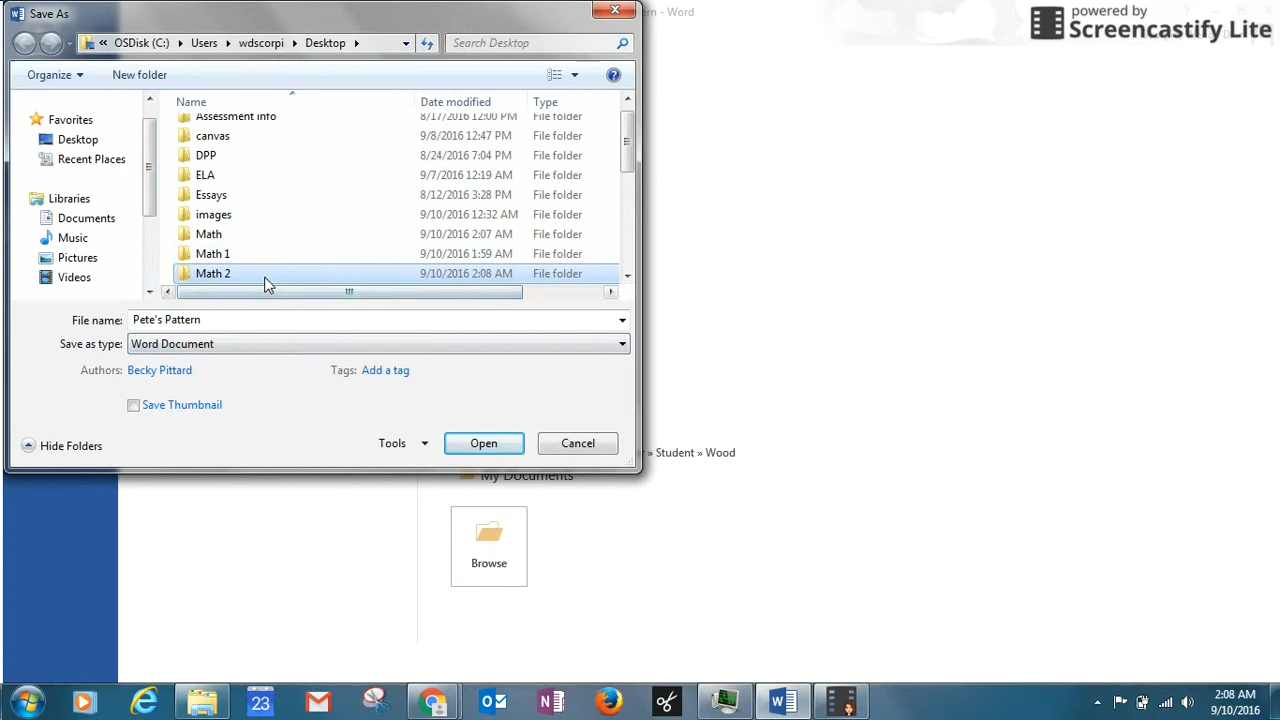 Save As
rn - Word
powered by
Screencastify Lite
« OSDisk (C:) Users wdscorpi Desktop
Search Desktop
Organize New folder
Name Date modified Type
Favorites
Desktop
Recent Places
Libraries
Documents
Music
Pictures
Videos
Assessment info 8/17/2016 12:00 PM File folder
canvas 9/8/2016 12:47 PM File folder
DPP 8/24/2016 7:04 PM File folder
ELA 9/7/2016 12:19 AM File folder
Essays 8/12/2016 3:28 PM File folder
images 9/10/2016 12:32 AM File folder
Math 9/10/2016 2:07 AM File folder
Math 1 9/10/2016 1:59 AM File folder
Math 2 9/10/2016 2:08 AM File folder
File name: Pete's Pattern
Save as type: Word Document
Authors: Becky Pittard Tags: Add a tag
Save Thumbnail
Hide Folders Tools Open Cancel
» Student » Wood
My Documents
Browse
23
2:08 AM
9/10/2016